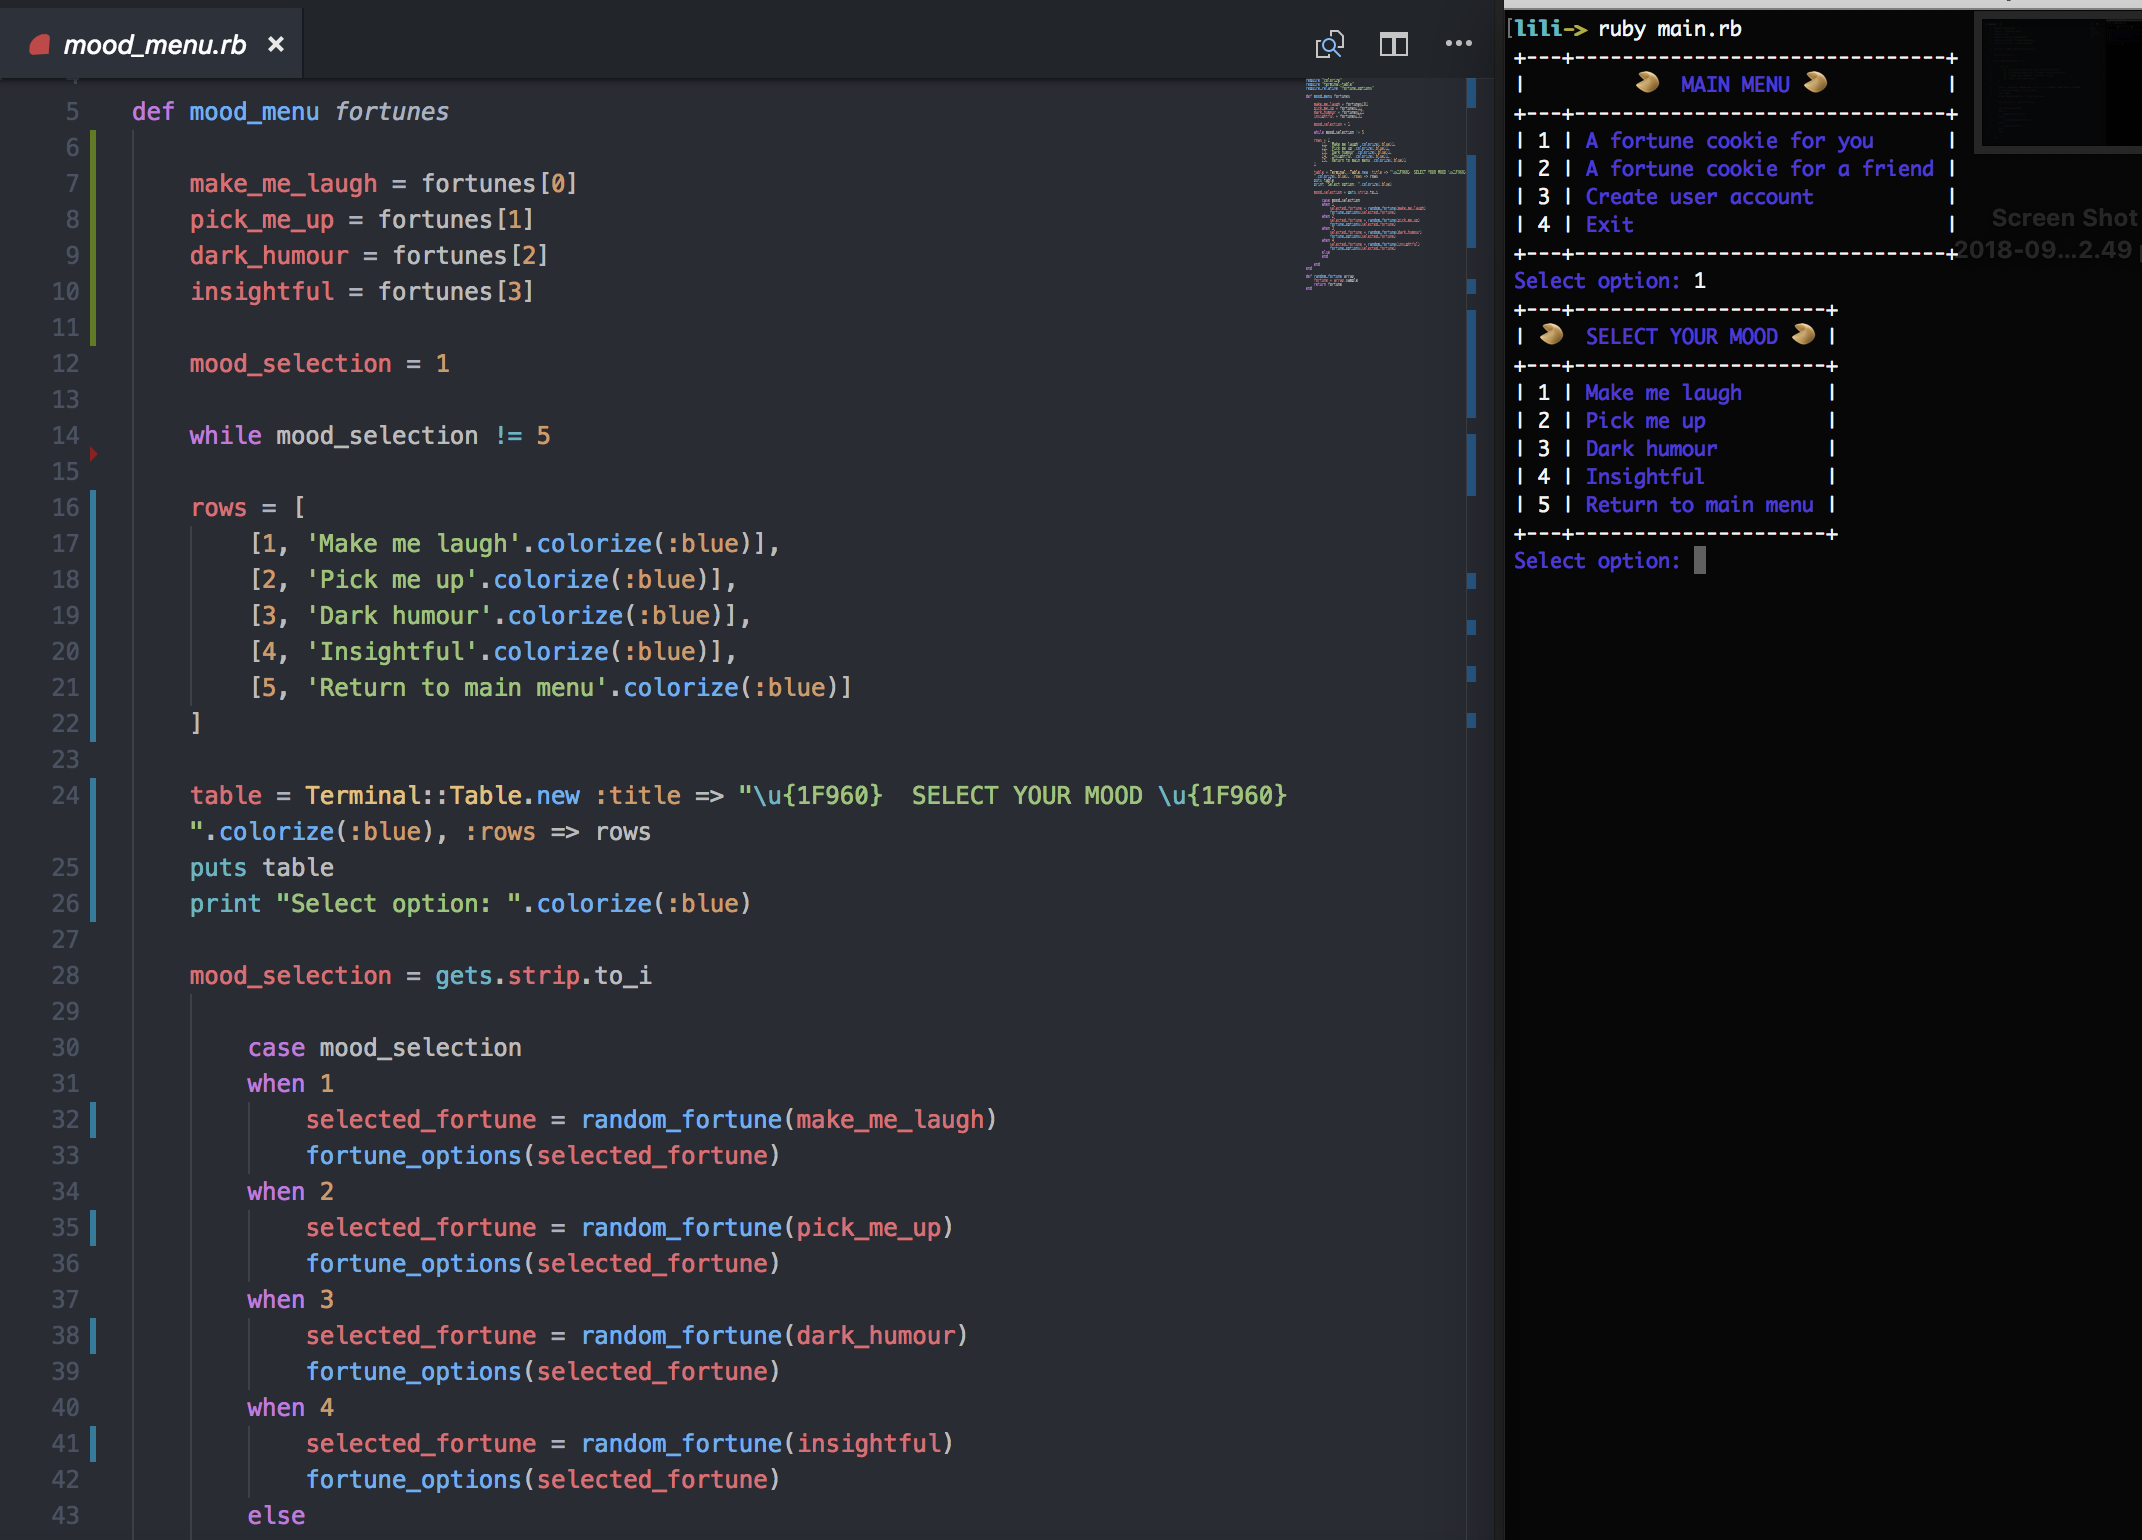 mood_menu.rb ×
5 def mood_menu fortunes
6
7 make_me_laugh = fortunes[0]
8 pick_me_up = fortunes[1]
9 dark_humour = fortunes[2]
10 insightful = fortunes[3]
11
12 mood_selection = 1
13
14 while mood_selection != 5
15
16 rows = [
17 [1, 'Make me laugh'.colorize(:blue)],
18 [2, 'Pick me up'.colorize(:blue)],
19 [3, 'Dark humour'.colorize(:blue)],
20 [4, 'Insightful'.colorize(:blue)],
21 [5, 'Return to main menu'.colorize(:blue)]
22 ]
23
24 table = Terminal::Table.new :title => "\u{1F960}  SELECT YOUR MOOD \u{1F960}
".colorize(:blue), :rows => rows
25 puts table
26 print "Select option: ".colorize(:blue)
27
28 mood_selection = gets.strip.to_i
29
30 case mood_selection
31 when 1
32 selected_fortune = random_fortune(make_me_laugh)
33 fortune_options(selected_fortune)
34 when 2
35 selected_fortune = random_fortune(pick_me_up)
36 fortune_options(selected_fortune)
37 when 3
38 selected_fortune = random_fortune(dark_humour)
39 fortune_options(selected_fortune)
40 when 4
41 selected_fortune = random_fortune(insightful)
42 fortune_options(selected_fortune)
43 else
[lili-> ruby main.rb
+---+-------------------------------+
| 🥠  MAIN MENU 🥠 |
+---+-------------------------------+
| 1 | A fortune cookie for you |
| 2 | A fortune cookie for a friend |
| 3 | Create user account |
| 4 | Exit |
+---+-------------------------------+
Select option: 1
+---+---------------------+
| 🥠  SELECT YOUR MOOD 🥠 |
+---+---------------------+
| 1 | Make me laugh |
| 2 | Pick me up |
| 3 | Dark humour |
| 4 | Insightful |
| 5 | Return to main menu |
+---+---------------------+
Select option:
Screen Shot
2018-09...2.49